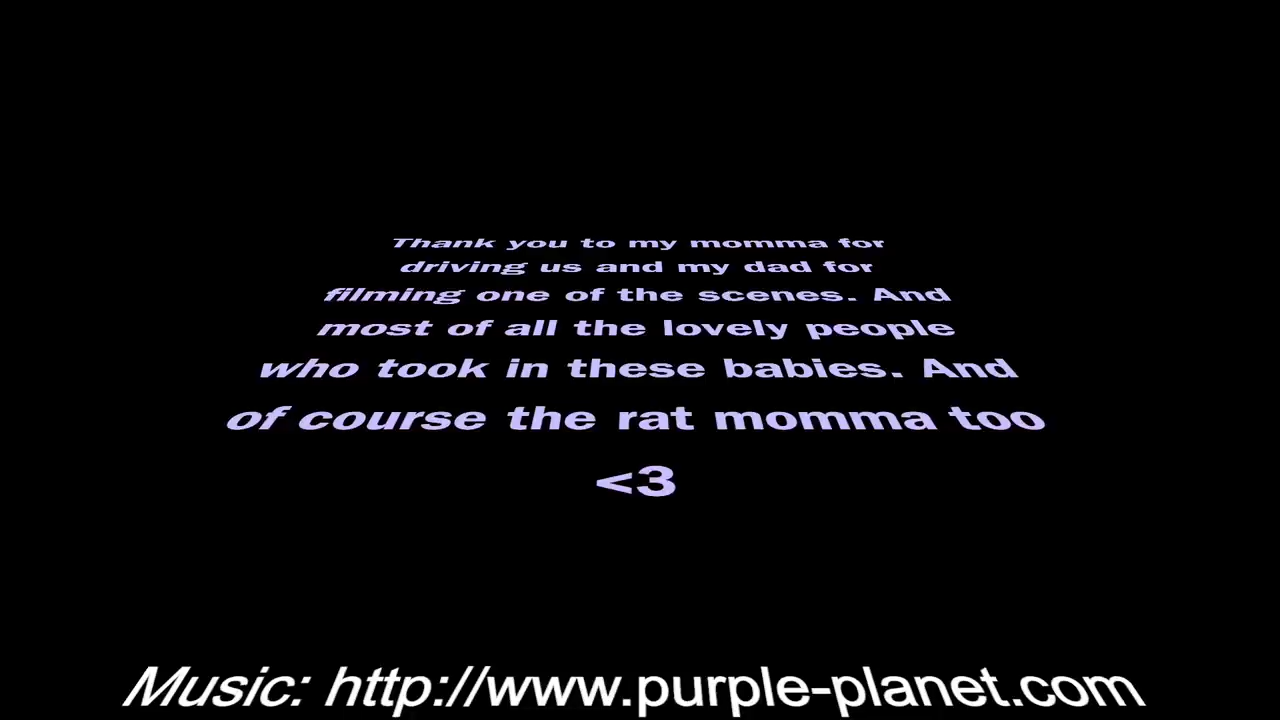 Thank you to my momma for
driving us and my dad for
filming one of the scenes. And
most of all the lovely people
who took in these babies. And
of course the rat momma too
<3
Music: http://www.purple-planet.com